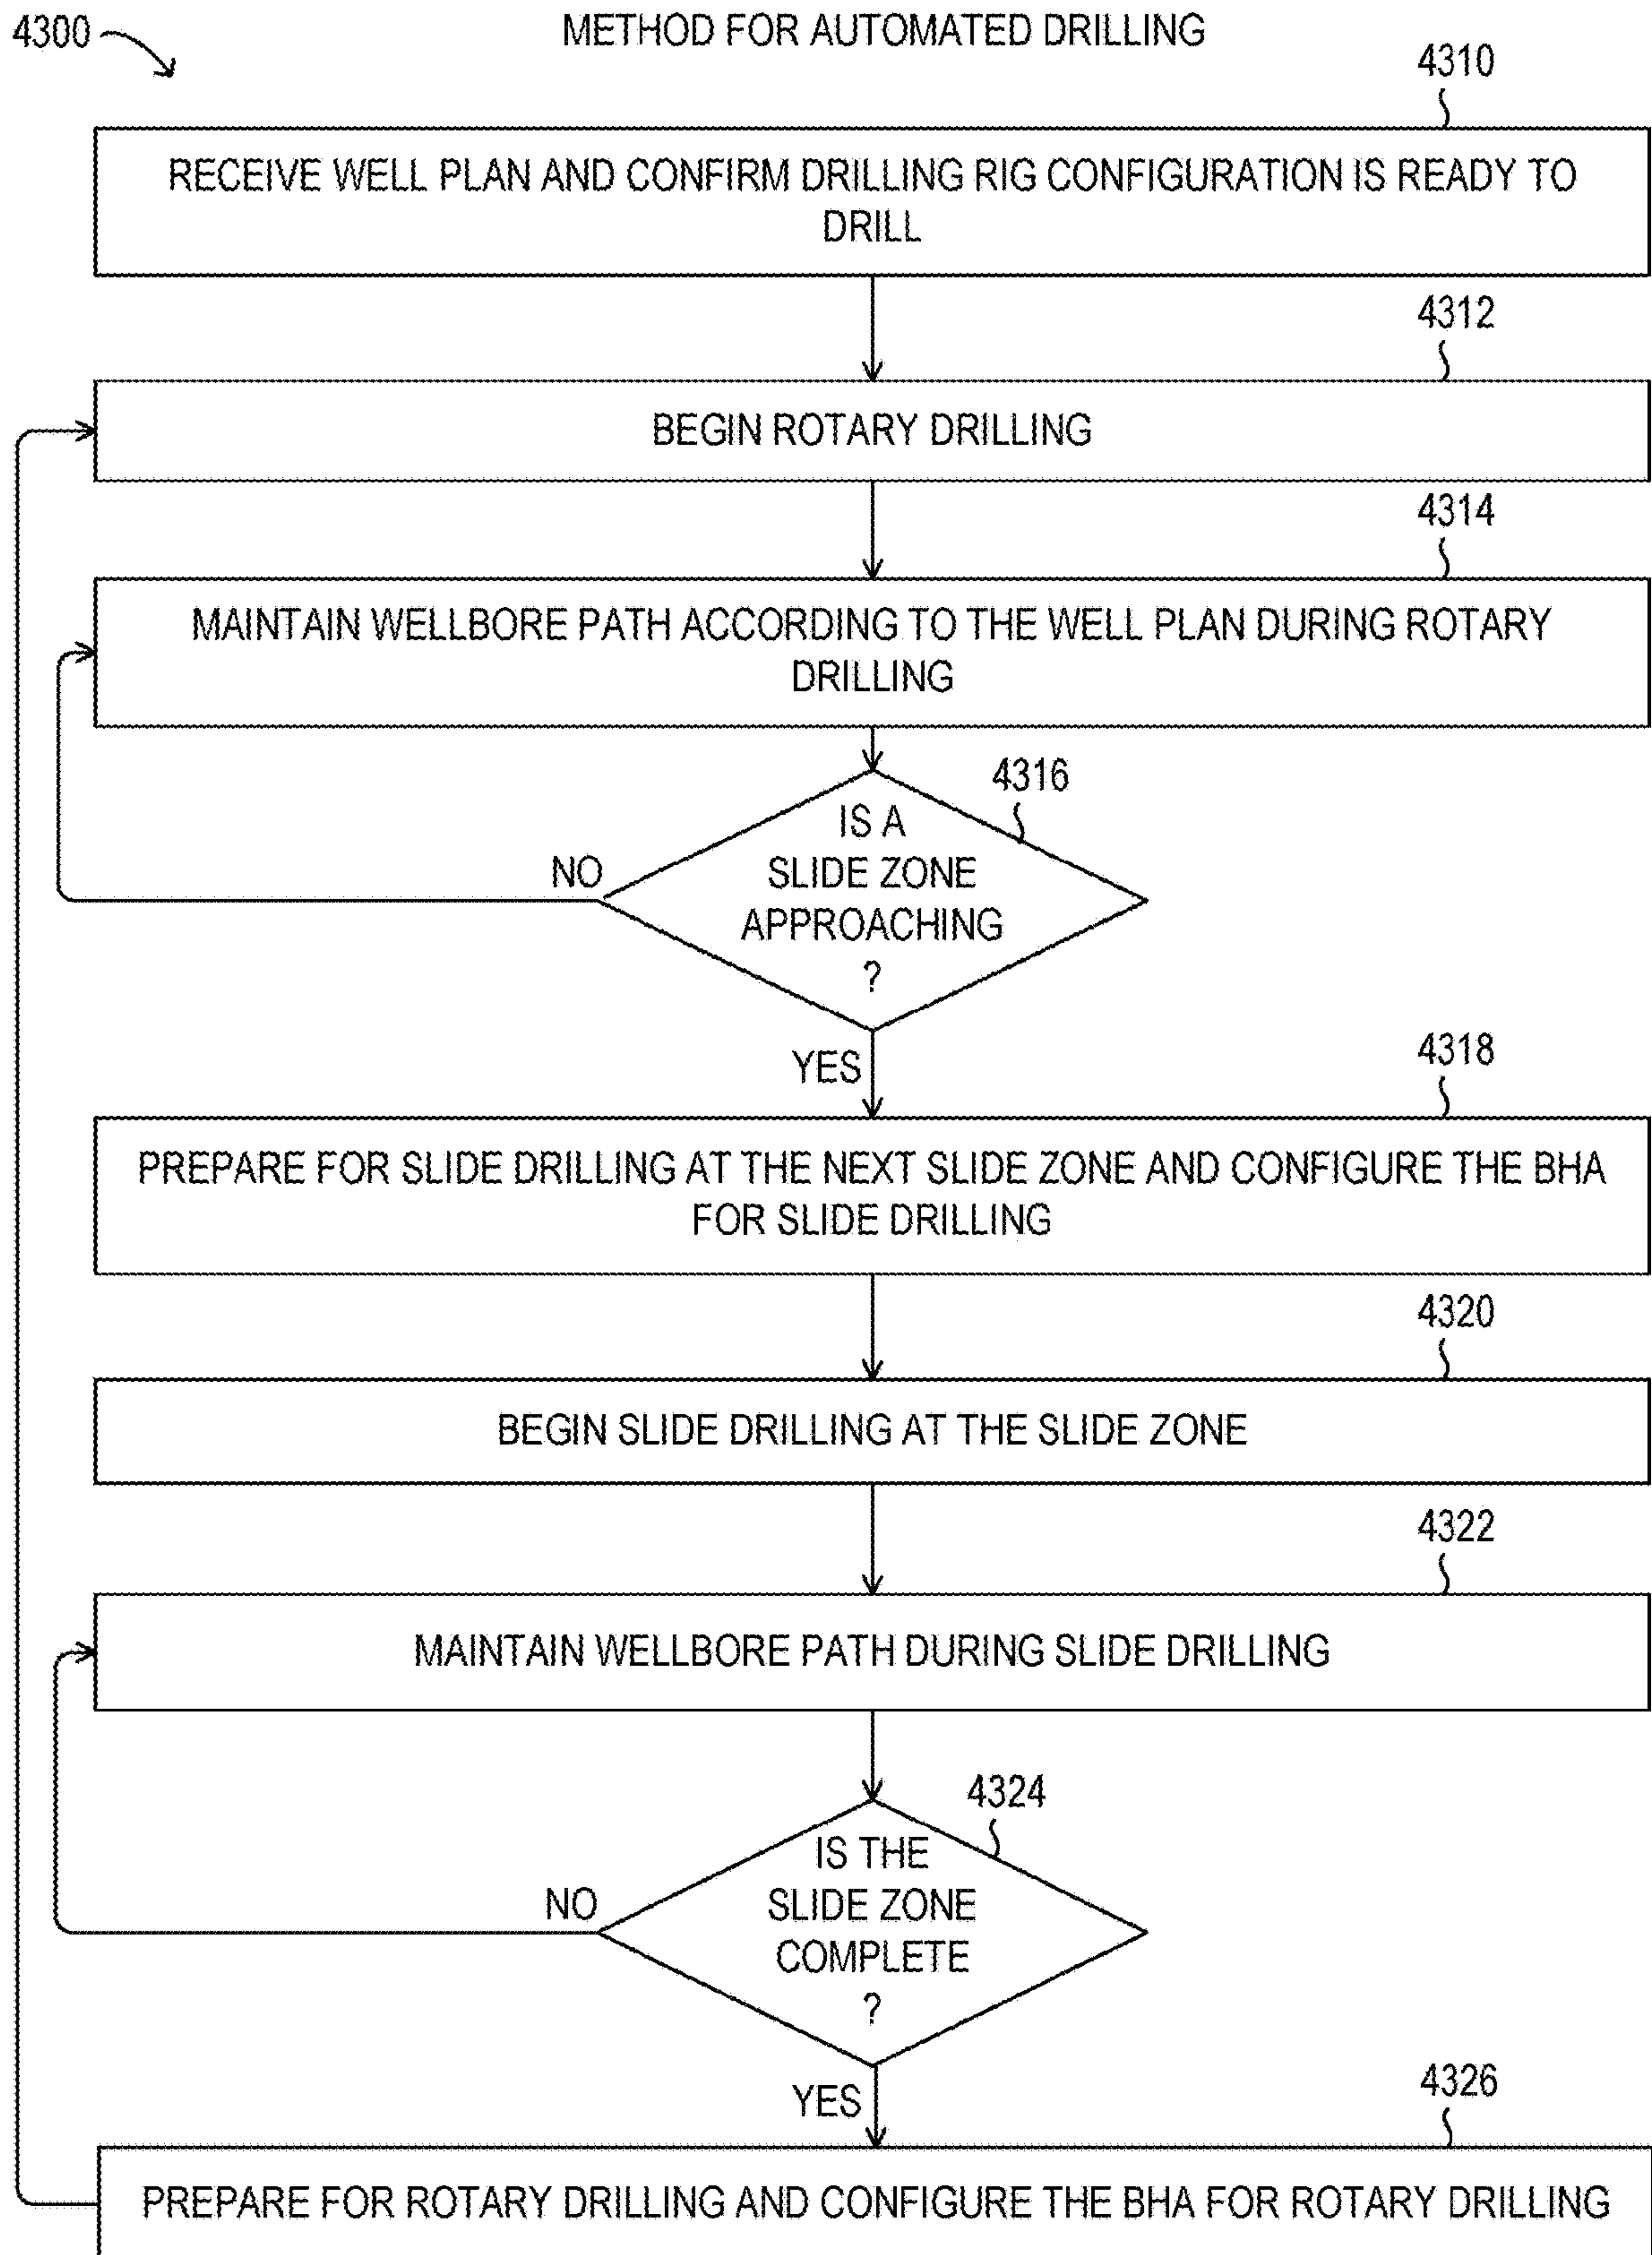 4300
METHOD FOR AUTOMATED DRILLING
4310
RECEIVE WELL PLAN AND CONFIRM DRILLING RIG CONFIGURATION IS READY TO
DRILL
4312
BEGIN ROTARY DRILLING
4314
MAINTAIN WELLBORE PATH ACCORDING TO THE WELL PLAN DURING ROTARY
DRILLING
4316
IS A
SLIDE ZONE
APPROACHING
?
NO
YES
4318
PREPARE FOR SLIDE DRILLING AT THE NEXT SLIDE ZONE AND CONFIGURE THE BHA
FOR SLIDE DRILLING
4320
BEGIN SLIDE DRILLING AT THE SLIDE ZONE
4322
MAINTAIN WELLBORE PATH DURING SLIDE DRILLING
4324
IS THE
SLIDE ZONE
COMPLETE
?
NO
YES
4326
PREPARE FOR ROTARY DRILLING AND CONFIGURE THE BHA FOR ROTARY DRILLING